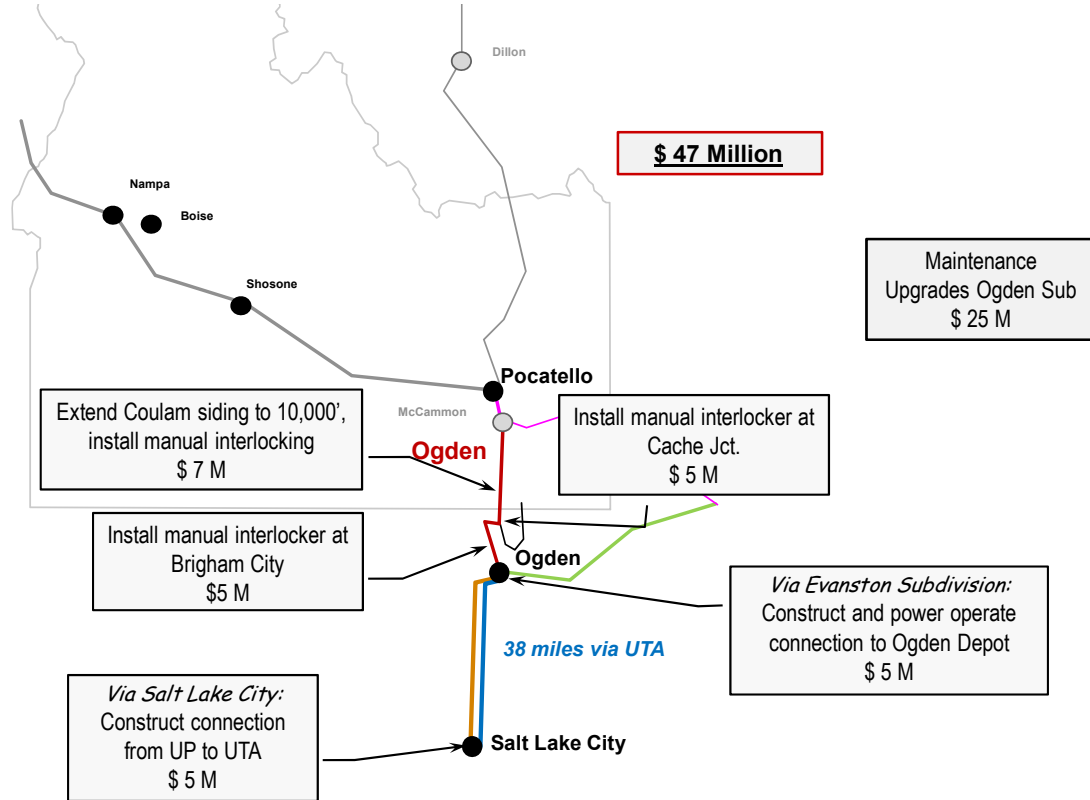 Dillon
$ 47 Million
Nampa
Boise
Maintenance
Upgrades Ogden Sub
$ 25 M
Shosone
Pocatello
Extend Coulam siding to 10,000',
install manual interlocking
$ 7 M
McCammon
Ogden
Install manual interlocker at
Cache Jct.
$ 5 M
Install manual interlocker at
Brigham City
$5 M
Ogden
Via Evanston Subdivision:
Construct and power operate
connection to Ogden Depot
$ 5 M
38 miles via UTA
Via Salt Lake City:
Construct connection
from UP to UTA
$ 5 M
Salt Lake City